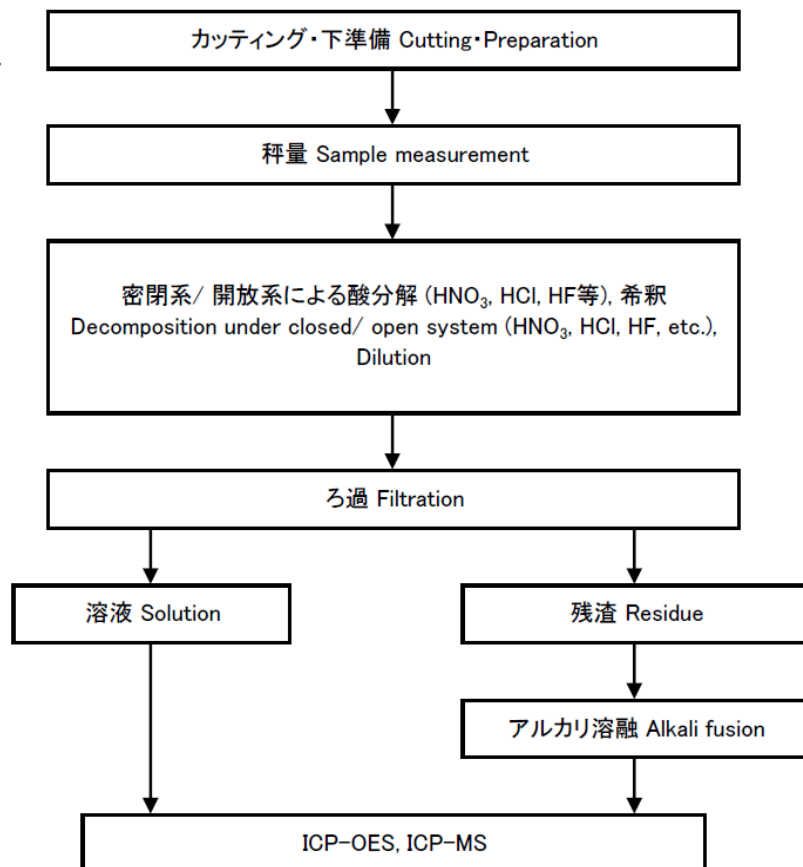 カッティング・下準備 Cutting・Preparation
秤量 Sample measurement
密閉系/ 開放系による酸分解 (HNO₃, HCl, HF等), 希釈
Decomposition under closed/ open system (HNO₃, HCl, HF, etc.),
Dilution
ろ過 Filtration
溶液 Solution
残渣 Residue
アルカリ溶融 Alkali fusion
ICP-OES, ICP-MS